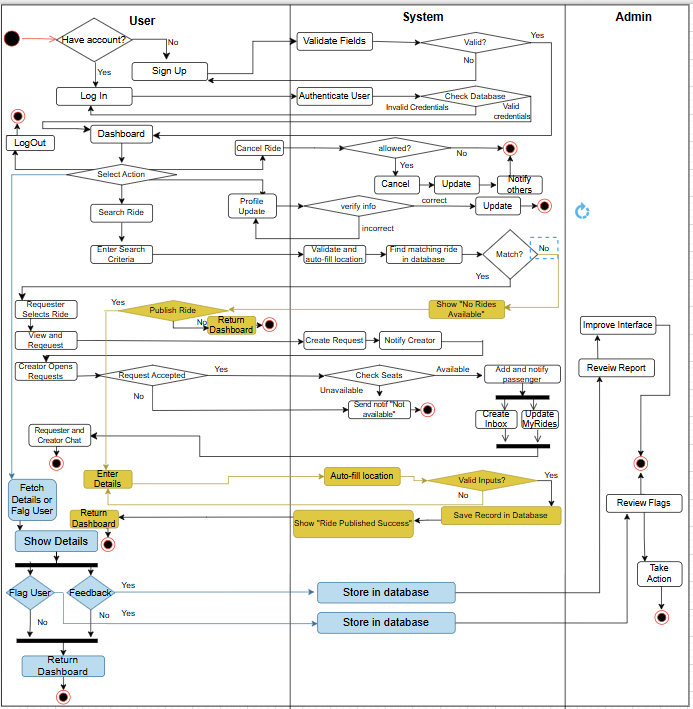 User
System
Admin
Have account?
No
Yes
Sign Up
Validate Fields
Valid?
Yes
No
Log In
Authenticate User
Check Database
Invalid Credentials
Valid
credentials
LogOut
Dashboard
Select Action
Cancel Ride
allowed?
No
Yes
Cancel
Update
Notify
others
Profile
Update
verify info
correct
incorrect
Update
Search Ride
Enter Search
Criteria
Validate and
auto-fill location
Find matching ride
in database
Match?
No
Yes
Requester
Selects Ride
Yes
Publish Ride
No
Return
Dashboard
Show "No Rides
Available"
View and
Reqeuest
Create Request
Notify Creator
Creator Opens
Requests
Request Accepted
Yes
No
Check Seats
Available
Unavailable
Add and notify
passenger
Send notif "Not
available"
Create
Inbox
Update
MyRides
Requester and
Creator Chat
Improve Interface
Reveiw Report
Review Flags
Take
Action
Enter
Details
Auto-fill location
Valid Inputs?
Yes
No
Save Record in Database
Show "Ride Published Success"
Return
Dashboard
Fetch
Details or
Falg User
Show Details
Flag User
Feedback
Yes
Store in database
No
No
Yes
Store in database
Return
Dashboard